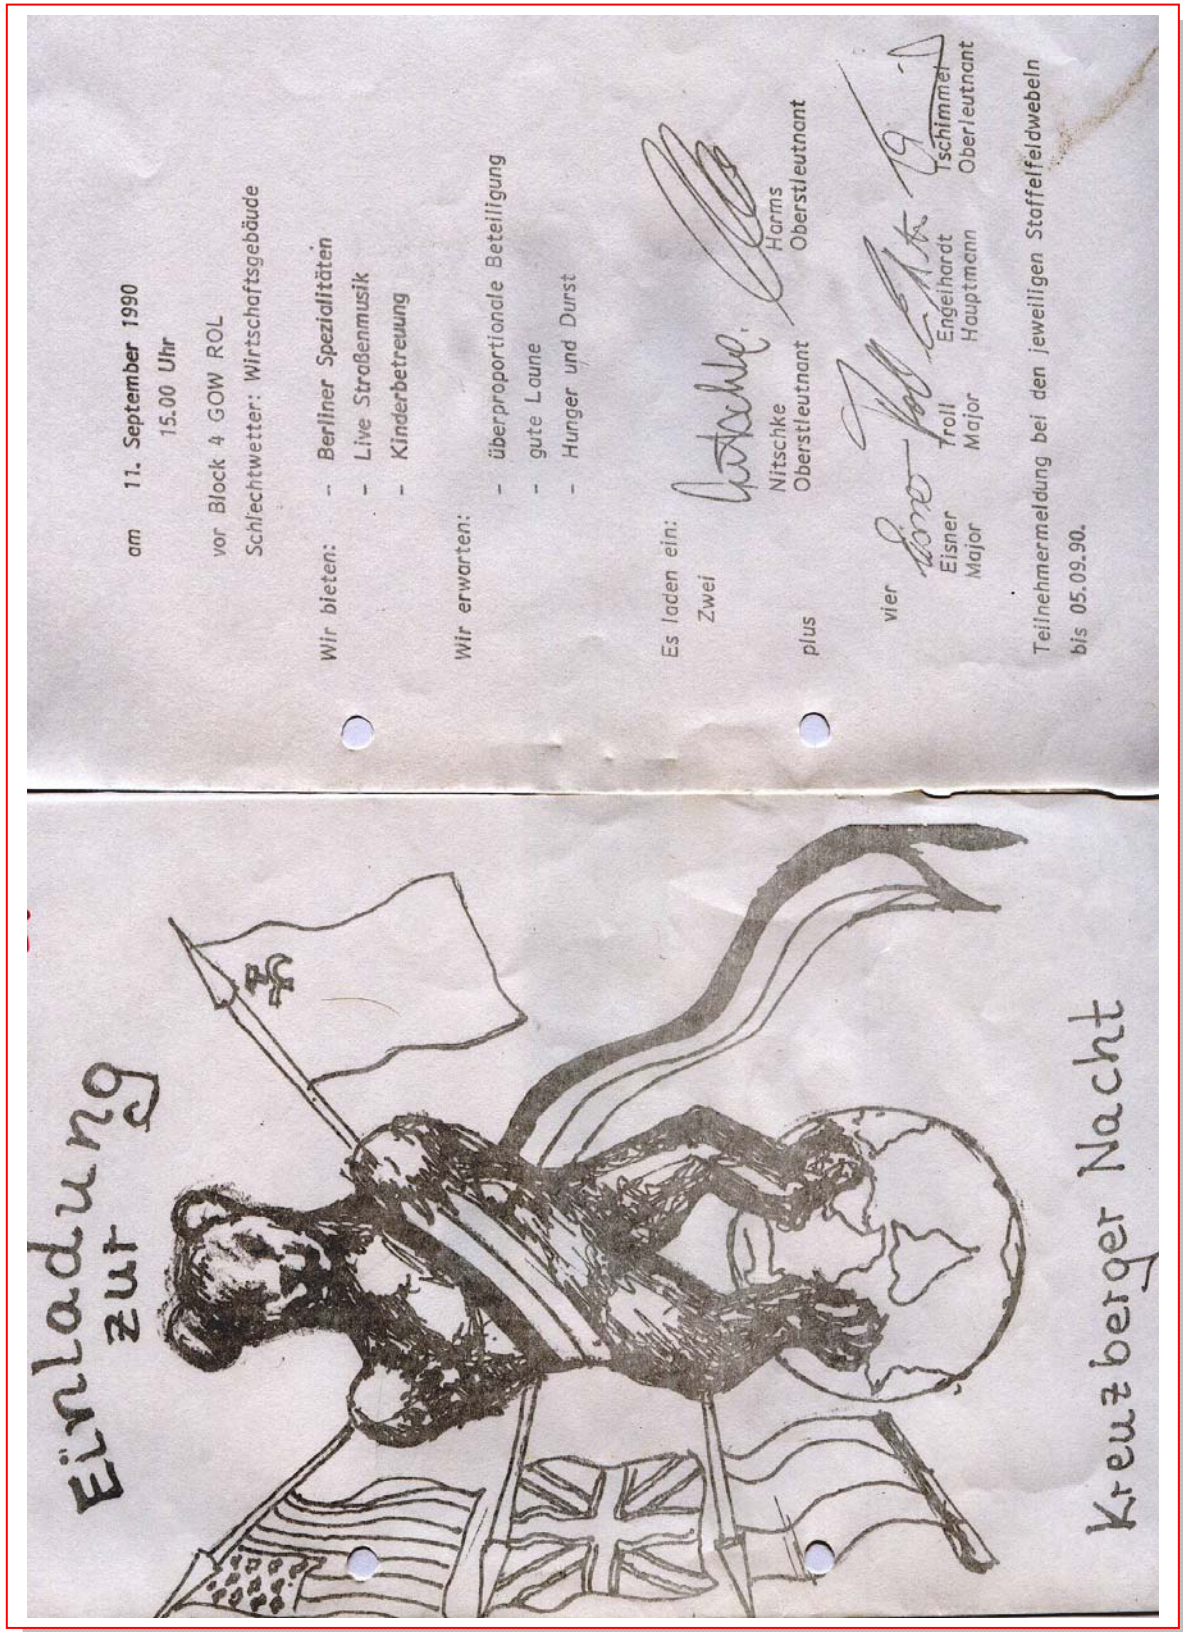 Einladung
zur
Kreuzberger Nacht
am 11. September 1990
15.00 Uhr
vor Block 4 GOW ROL
Schlechtwetter: Wirtschaftsgebäude
Wir bieten: - Berliner Spezialitäten
- Live Straßenmusik
- Kinderbetreuung
Wir erwarten:
- überproportionale Beteiligung
- gute Laune
- Hunger und Durst
Es laden ein:
Zwei
Nitschke Harms
Oberstleutnant Oberstleutnant
plus
vier
Eisner Troll Engelhardt Tschimmel
Major Major Hauptmann Oberleutnant
Teilnehmermeldung bei den jeweiligen Staffelfeldwebeln
bis 05.09.90.